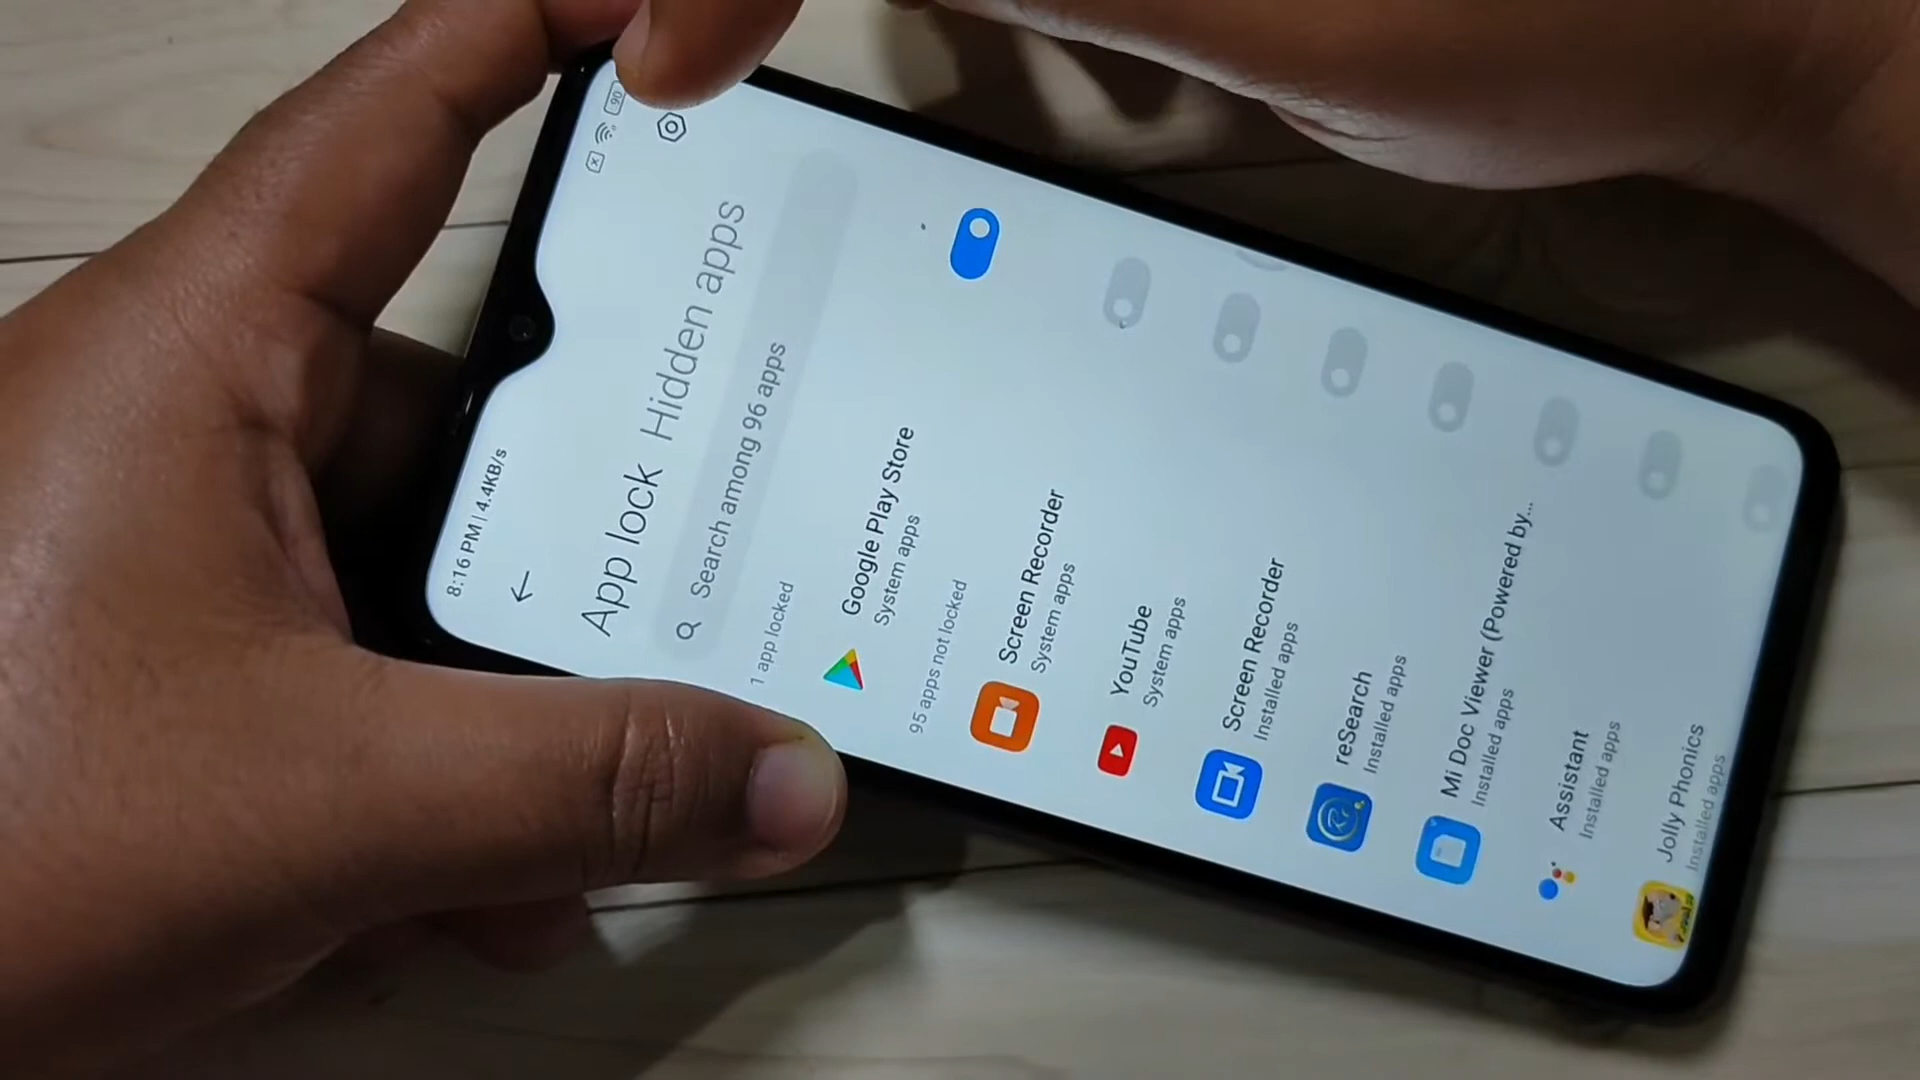 8:16 PM | 4.4KB/s
90
App lock Hidden apps
Search among 96 apps
1 app locked
Google Play Store
System apps
95 apps not locked
Screen Recorder
System apps
YouTube
System apps
Screen Recorder
Installed apps
reSearch
Installed apps
Mi Doc Viewer (Powered by...
Installed apps
Assistant
Installed apps
Jolly Phonics
Installed apps